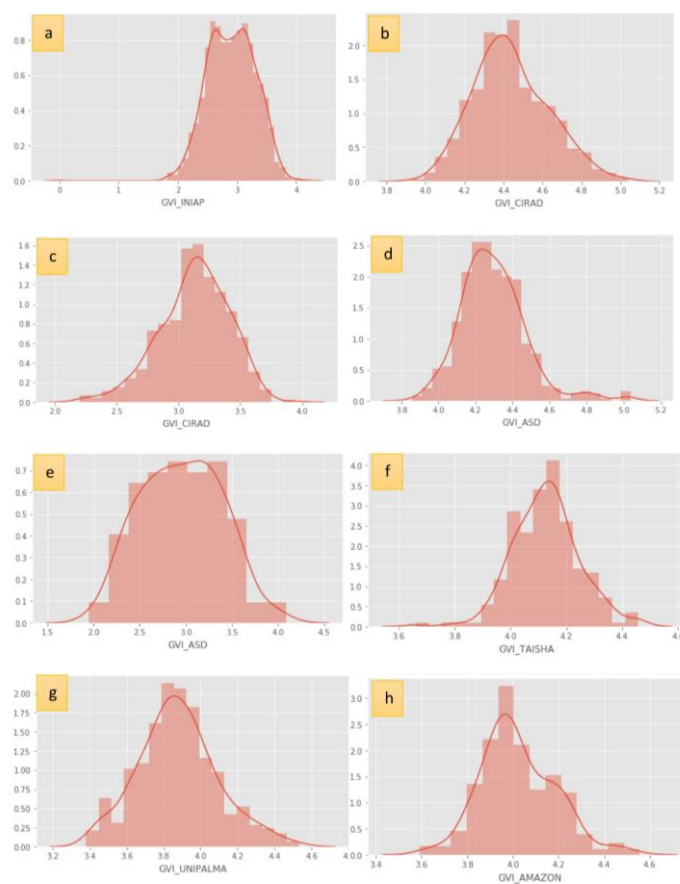 a
0.8
0.6
0.4
0.2
0.0
0 1 2 3 4
GVI_INIAP
b
2.0
1.5
1.0
0.5
0.0
3.8 4.0 4.2 4.4 4.6 4.8 5.0 5.2
GVI_CIRAD
c
1.6
1.4
1.2
1.0
0.8
0.6
0.4
0.2
0.0
2.0 2.5 3.0 3.5 4.0
GVI_CIRAD
d
2.5
2.0
1.5
1.0
0.5
0.0
3.8 4.0 4.2 4.4 4.6 4.8 5.0 5.2
GVI_ASD
e
0.7
0.6
0.5
0.4
0.3
0.2
0.1
0.0
1.5 2.0 2.5 3.0 3.5 4.0 4.5
GVI_ASD
f
4.0
3.5
3.0
2.5
2.0
1.5
1.0
0.5
0.0
3.6 3.8 4.0 4.2 4.4 4.6
GVI_TAISHA
g
2.00
1.75
1.50
1.25
1.00
0.75
0.50
0.25
0.00
3.2 3.4 3.6 3.8 4.0 4.2 4.4 4.6 4.0
GVI_UNIPALMA
h
3.0
2.5
2.0
1.5
1.0
0.5
0.0
3.4 3.6 3.8 4.0 4.2 4.4 4.6
GVI_AMAZON